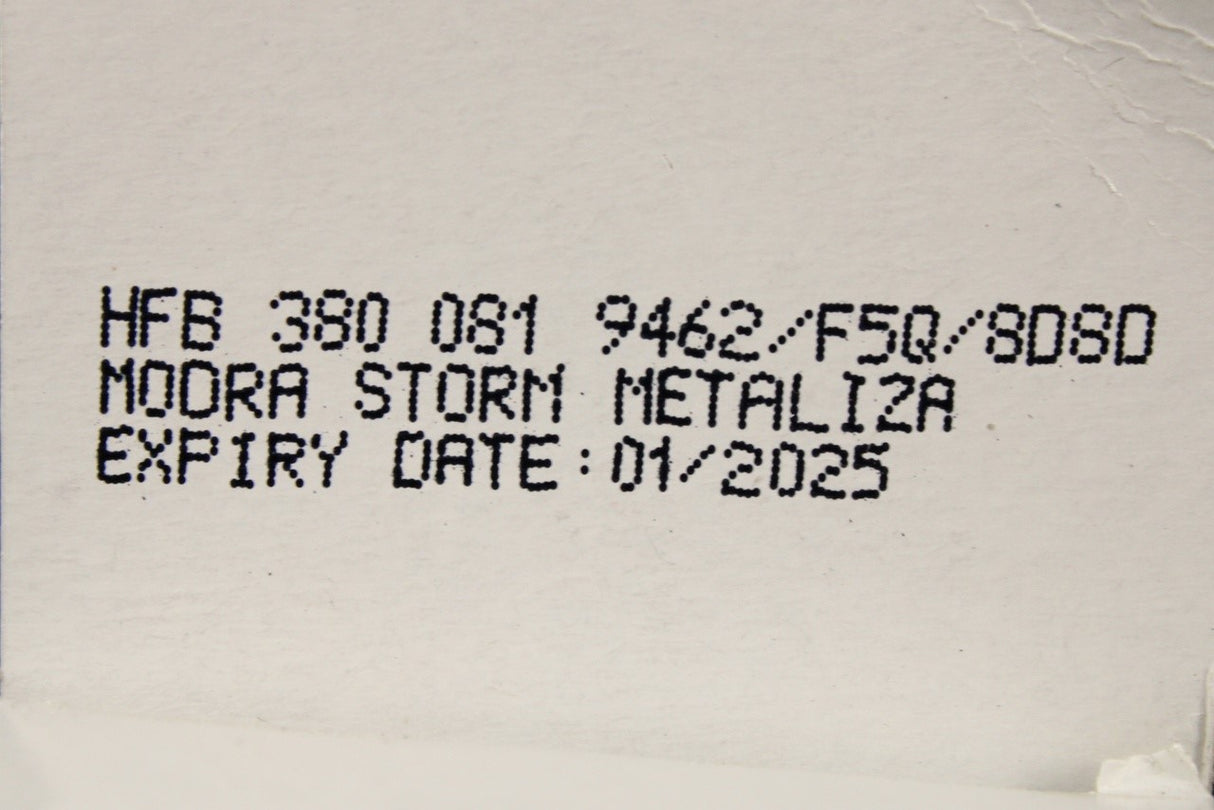 HFB 380 081 9462/F5Q/8D8D
MODRA STORM METALIZA
EXPIRY DATE:01/2025